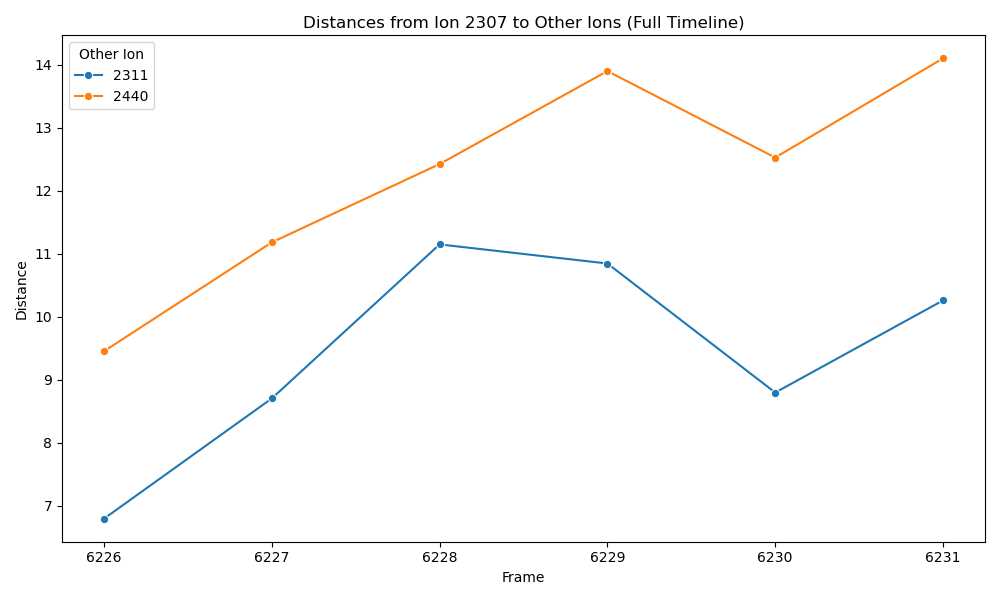 Distances from Ion 2307 to Other Ions (Full Timeline)
Other Ion
2311
2440
14
13
12
11
10
9
8
7
Distance
6226 6227 6228 6229 6230 6231
Frame